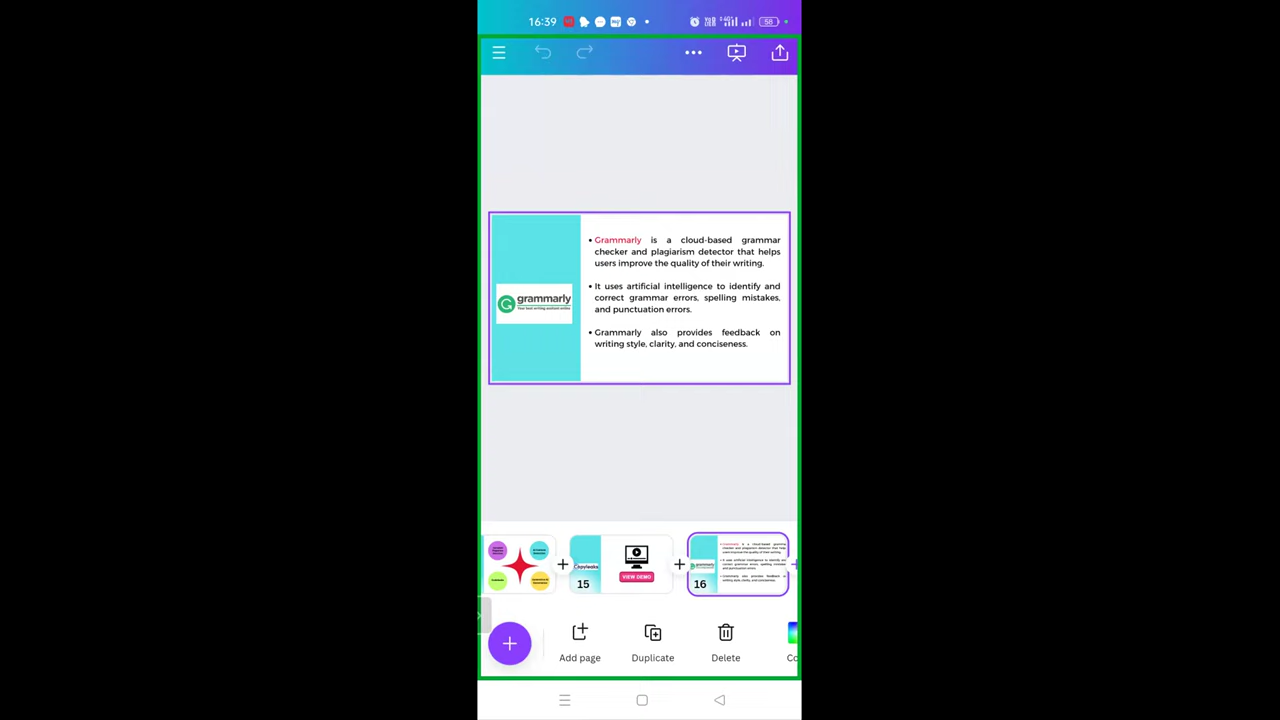 16:39
56
grammarly
• Grammarly is a cloud-based grammar
checker and plagiarism detector that helps
users improve the quality of their writing.
• It uses artificial intelligence to identify and
correct grammar errors, spelling mistakes,
and punctuation errors.
• Grammarly also provides feedback on
writing style, clarity, and conciseness.
15
VIEW DEMO
16
Add page
Duplicate
Delete
Co